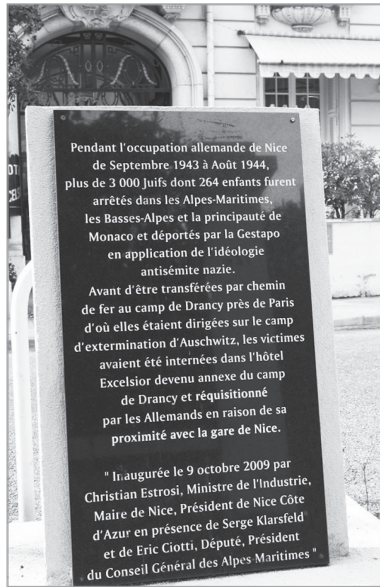 Pendant l'occupation allemande de Nice
de Septembre 1943 à Août 1944,
plus de 3 000 Juifs dont 264 enfants furent
arrêtés dans les Alpes-Maritimes,
les Basses-Alpes et la principauté de
Monaco et déportés par la Gestapo
en application de l'idéologie
antisémite nazie.
Avant d'être transférées par chemin
de fer au camp de Drancy près de Paris
d'où elles étaient dirigées sur le camp
d'extermination d'Auschwitz, les victimes
avaient été internées dans l'hôtel
Excelsior devenu annexe du camp
de Drancy et réquisitionné
par les Allemands en raison de sa
proximité avec la gare de Nice.
" Inaugurée le 9 octobre 2009 par
Christian Estrosi, Ministre de l'Industrie,
Maire de Nice, Président de Nice Côte
d'Azur en présence de Serge Klarsfeld
et de Eric Ciotti, Député, Président
du Conseil Général des Alpes-Maritimes "